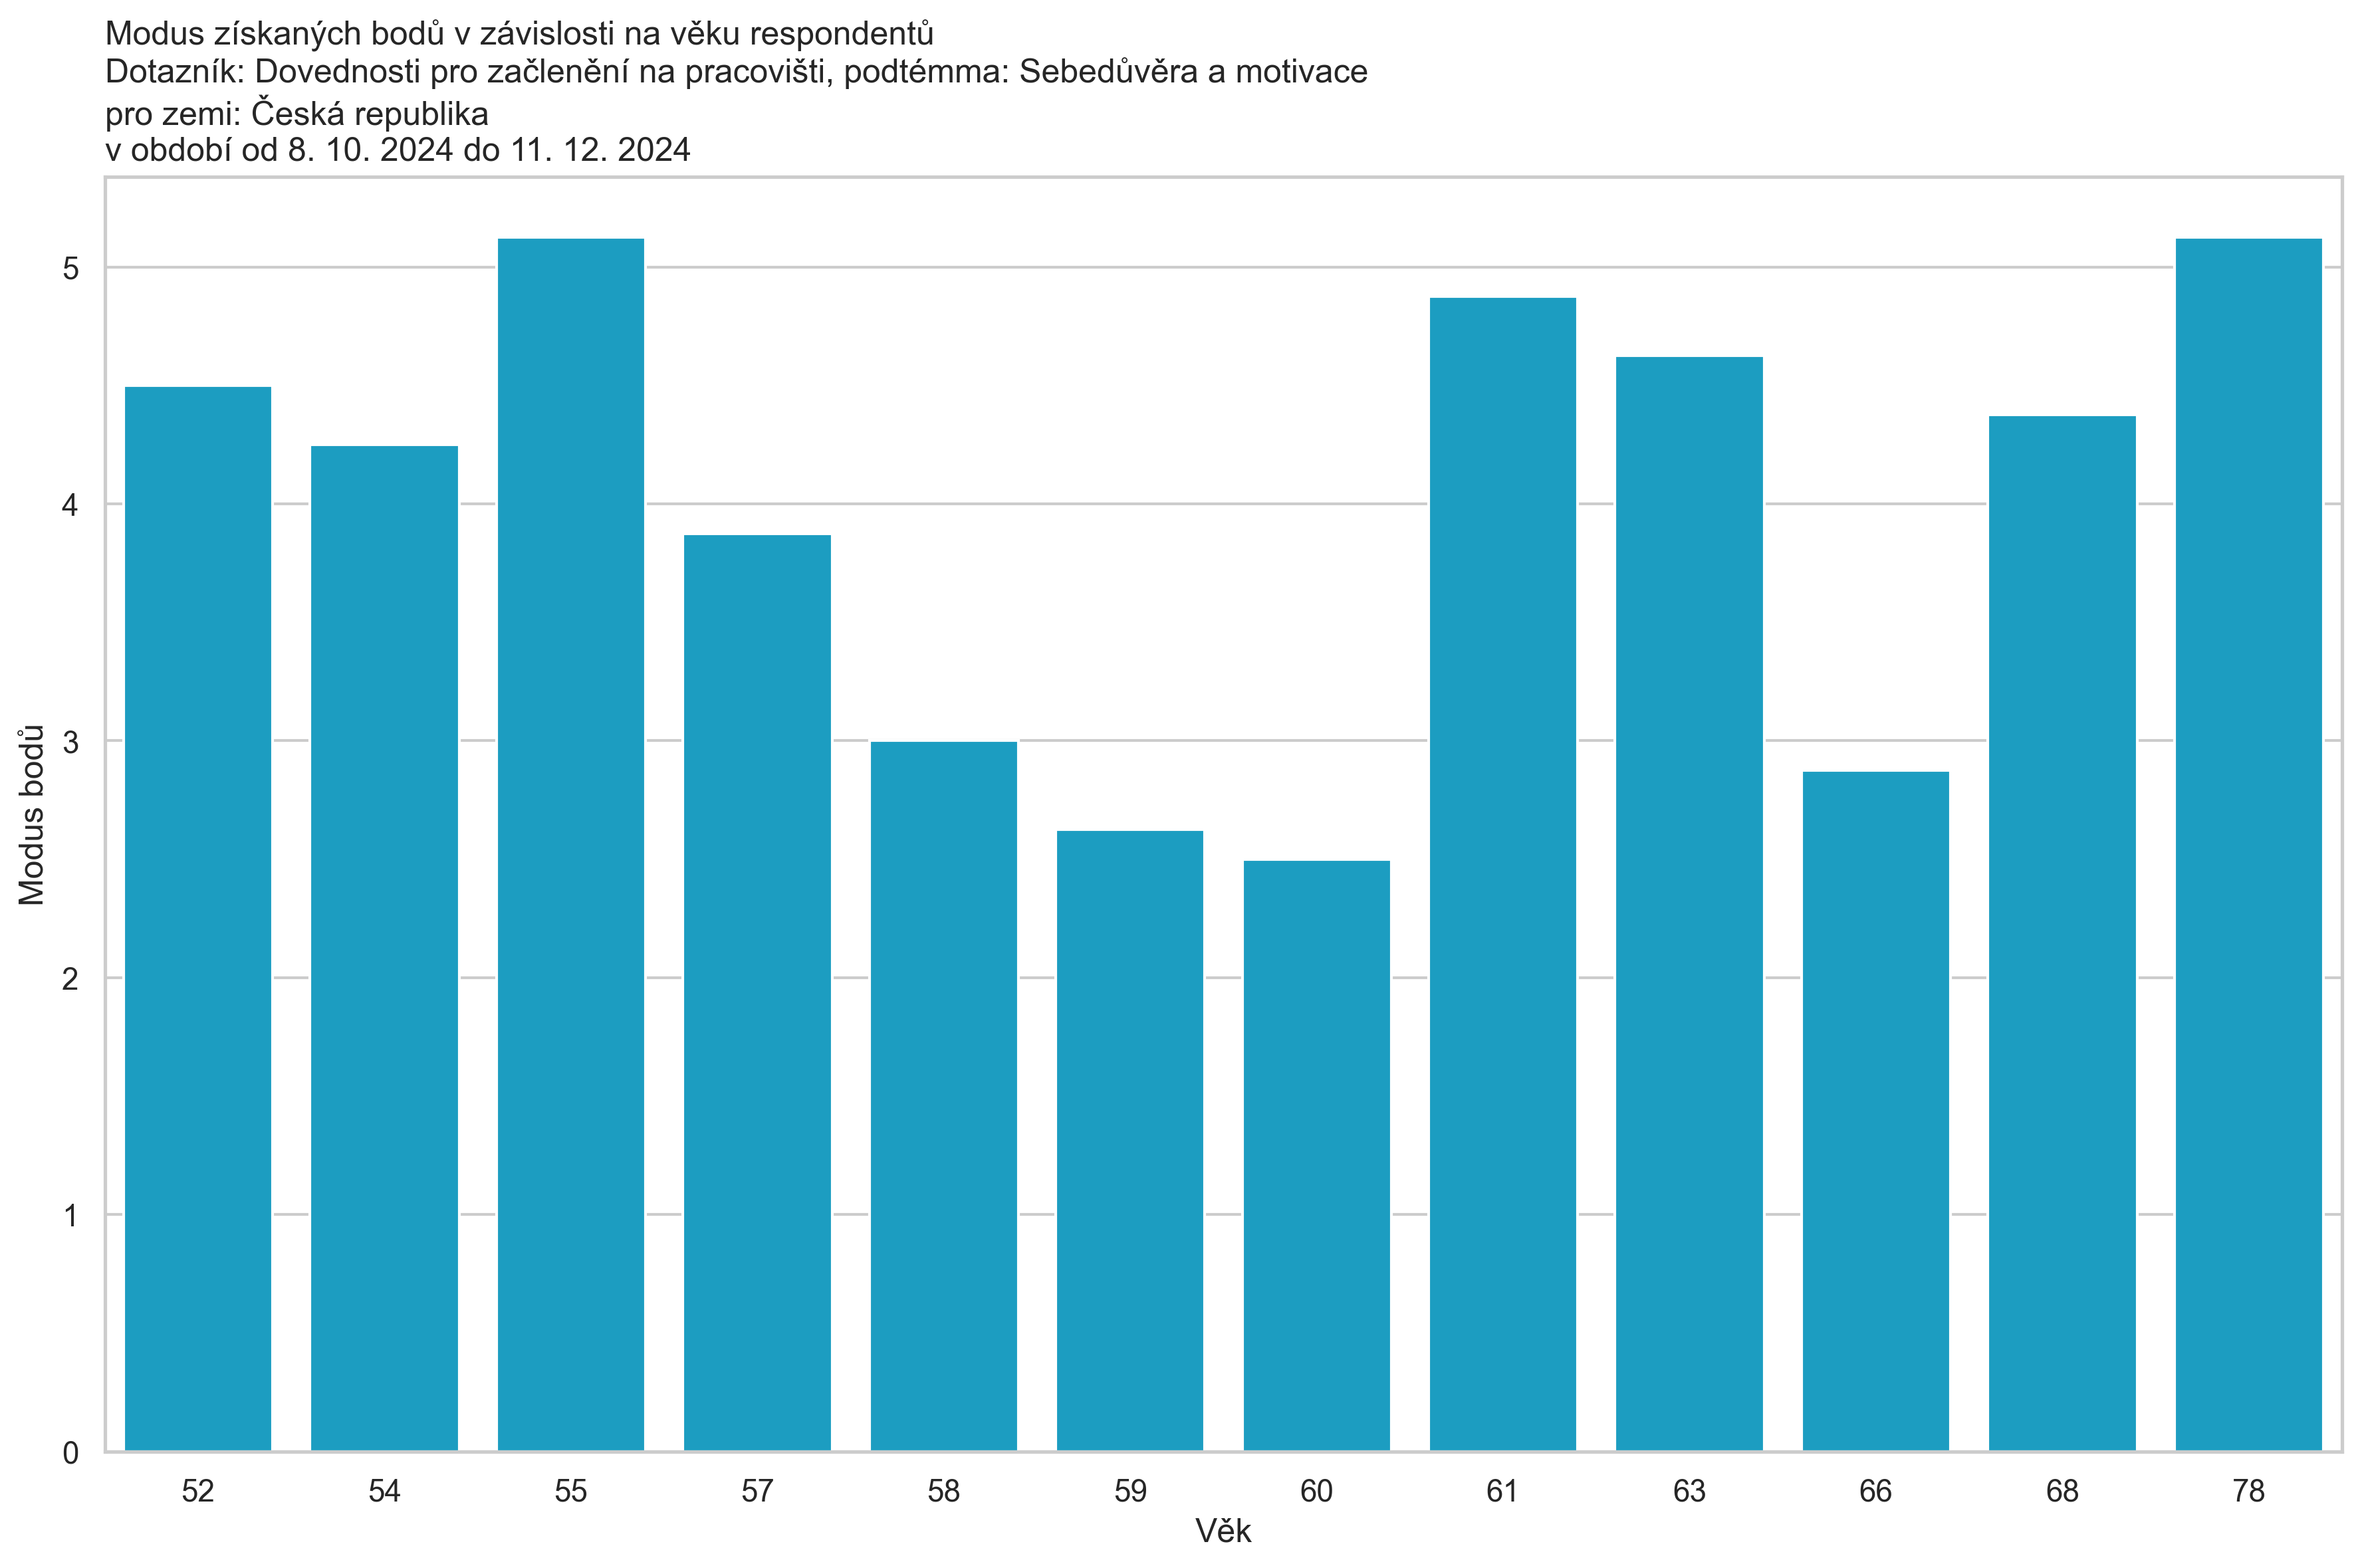 Modus získaných bodů v závislosti na věku respondentů
Dotazník: Dovednosti pro začlenění na pracovišti, podtémma: Sebedůvěra a motivace
pro zemi: Česká republika
v období od 8. 10. 2024 do 11. 12. 2024
5
4
3
2
1
0
Modus bodů
52 54 55 57 58 59 60 61 63 66 68 78
Věk